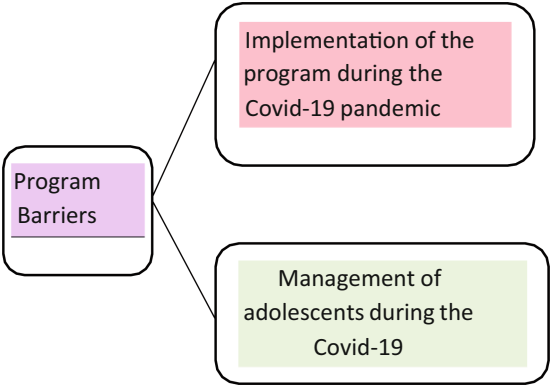 Implementation of the
program during the
Covid-19 pandemic
Program
Barriers
Management of
adolescents during the
Covid-19